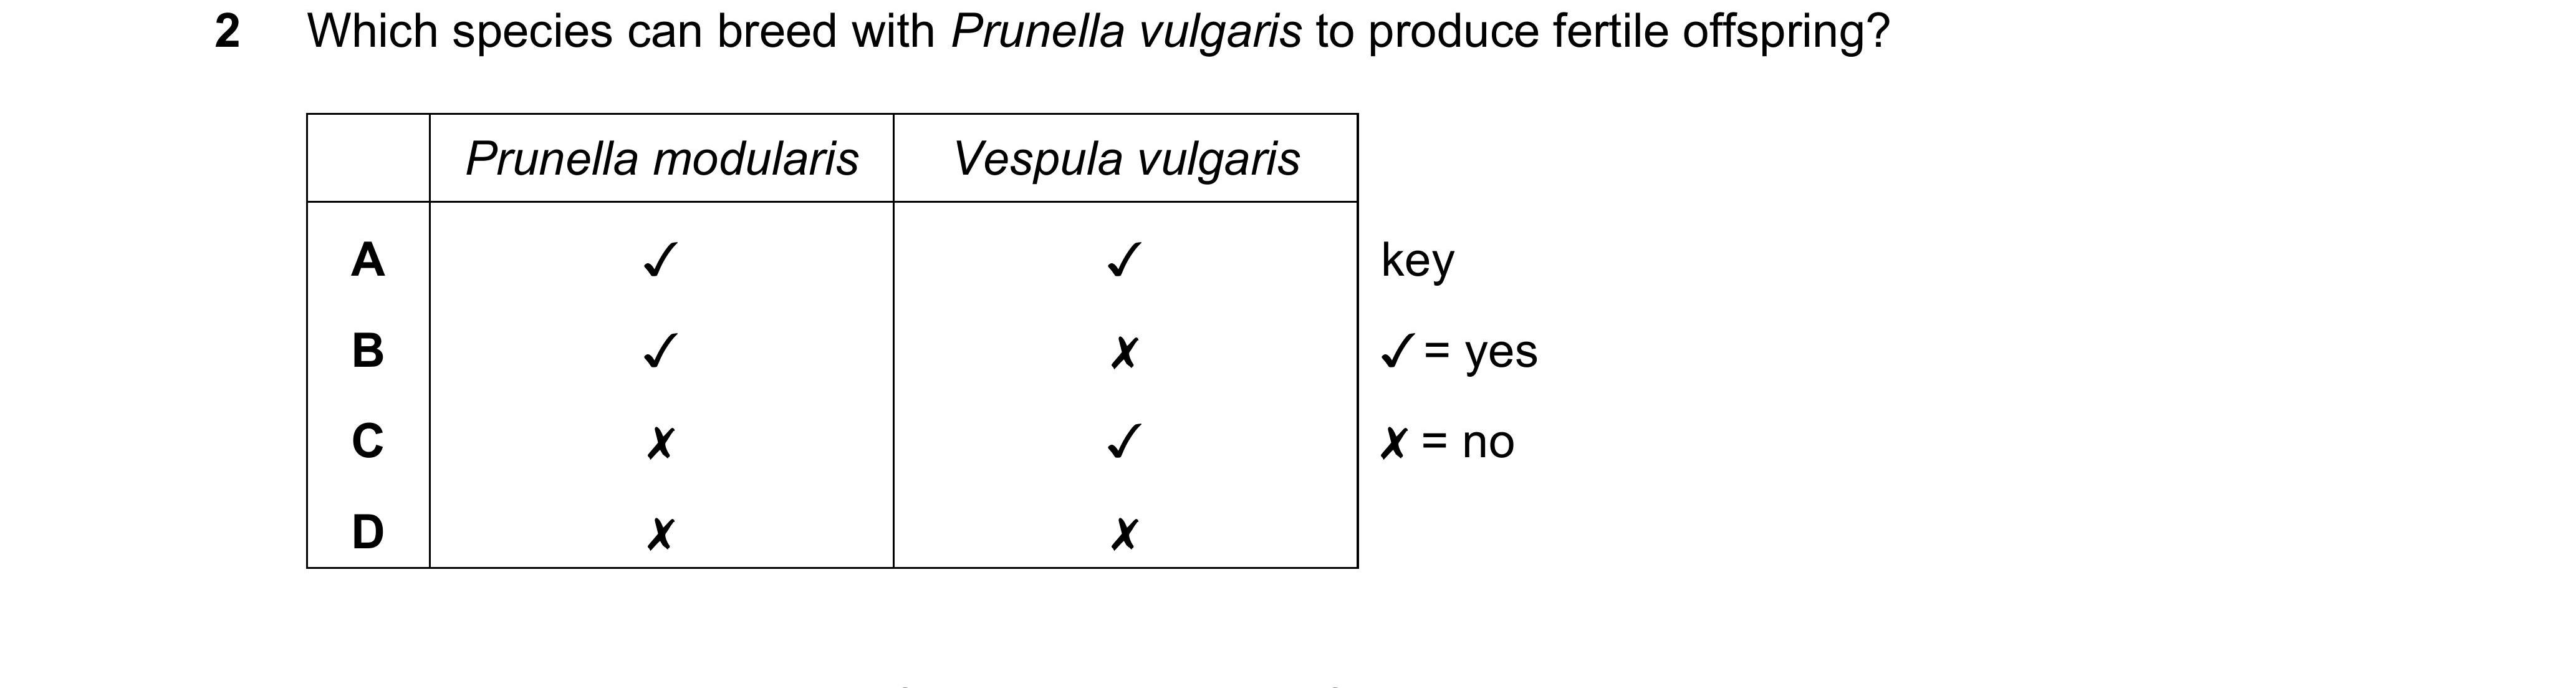 2 Which species can breed with Prunella vulgaris to produce fertile offspring?
Prunella modularis Vespula vulgaris
A ✓ ✓ key
B ✓ ✗ ✓ = yes
C ✗ ✓ ✗ = no
D ✗ ✗